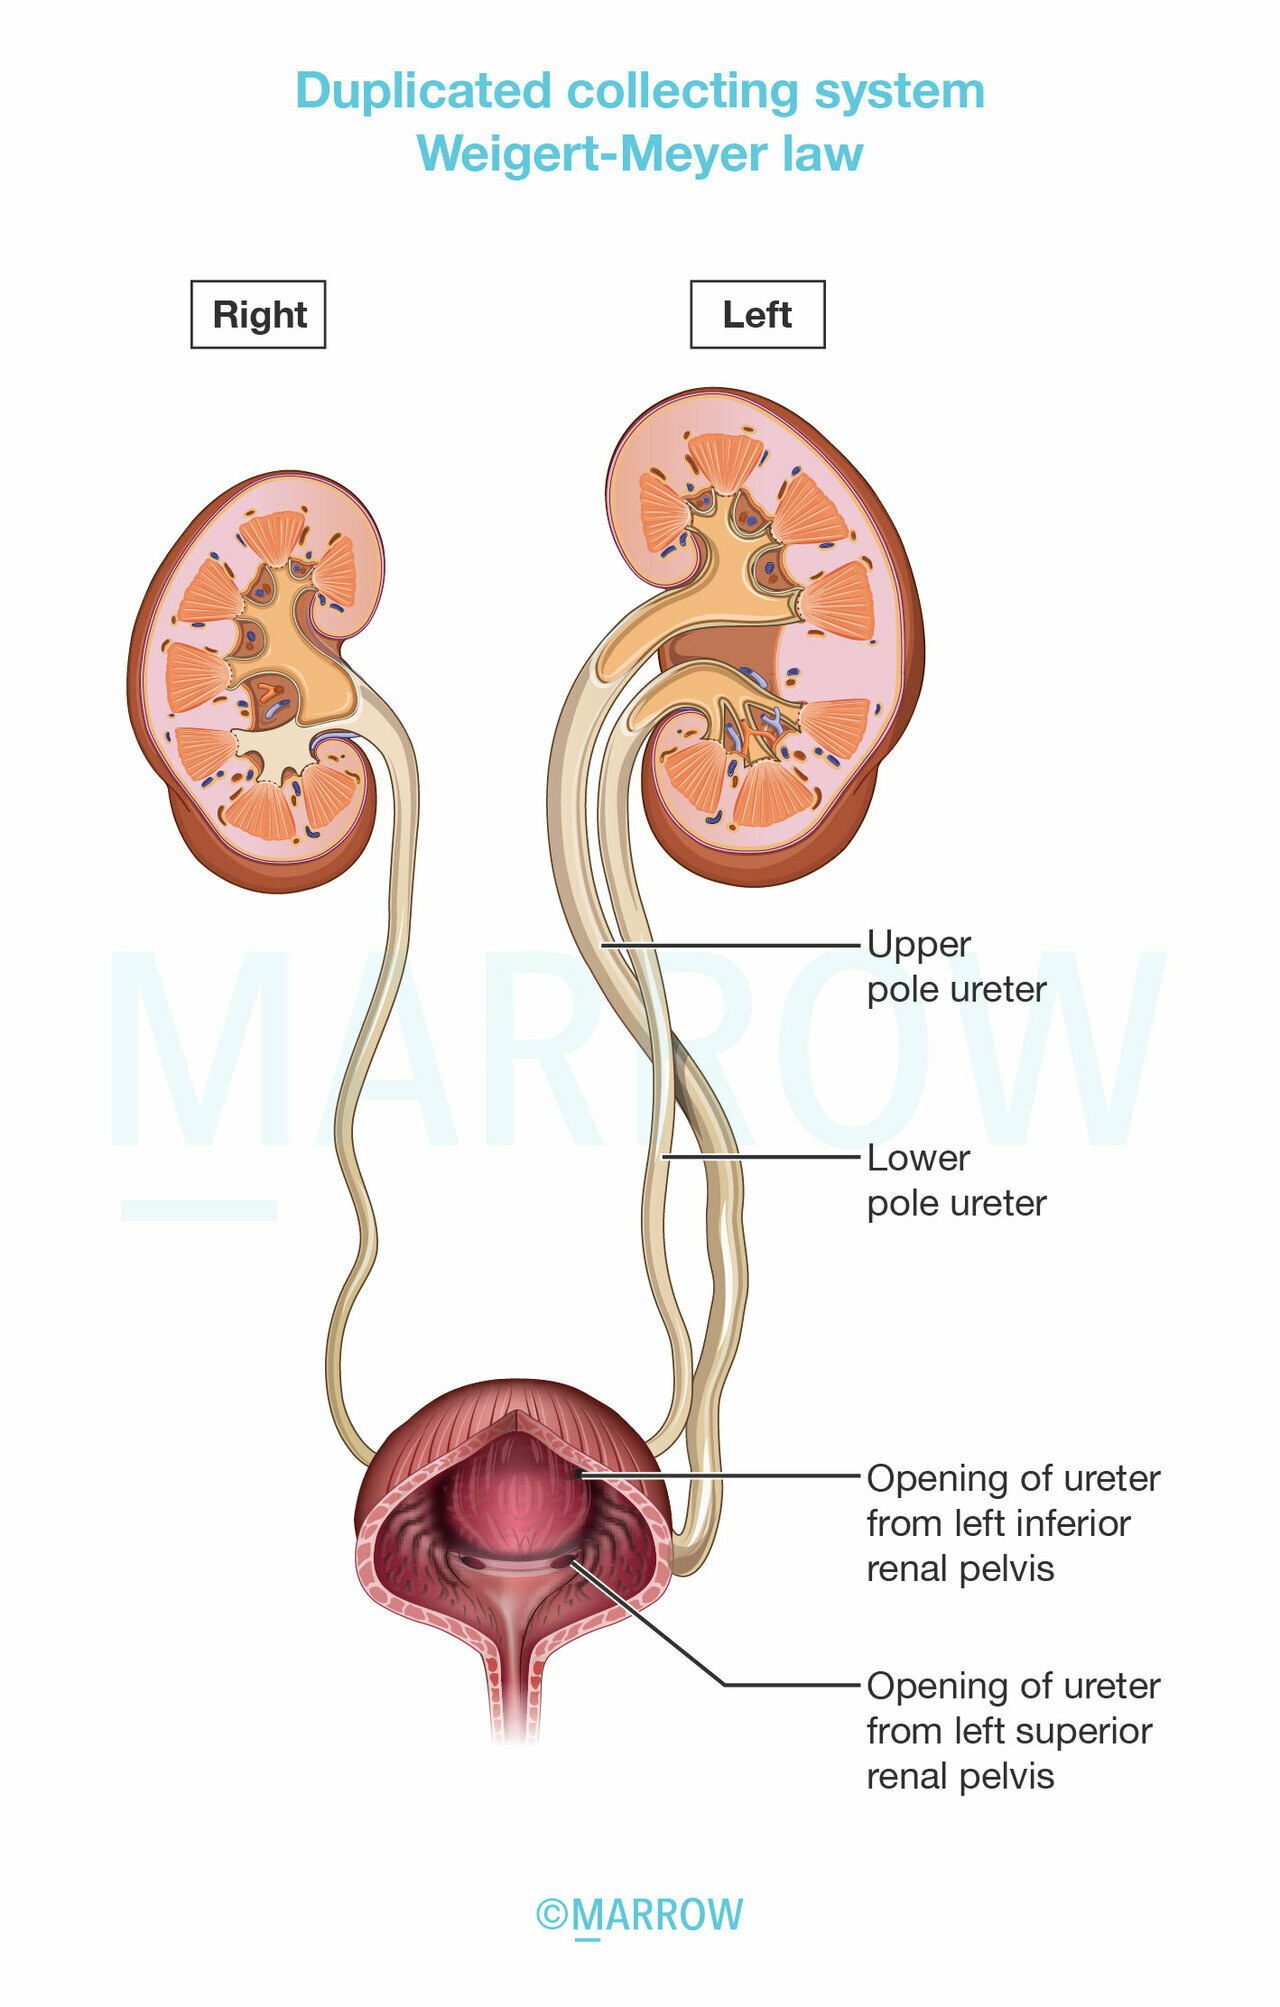 Duplicated collecting system
Weigert-Meyer law
Right
Left
Upper
pole ureter
MARROW
Lower
pole ureter
Opening of ureter
from left inferior
renal pelvis
Opening of ureter
from left superior
renal pelvis
©MARROW